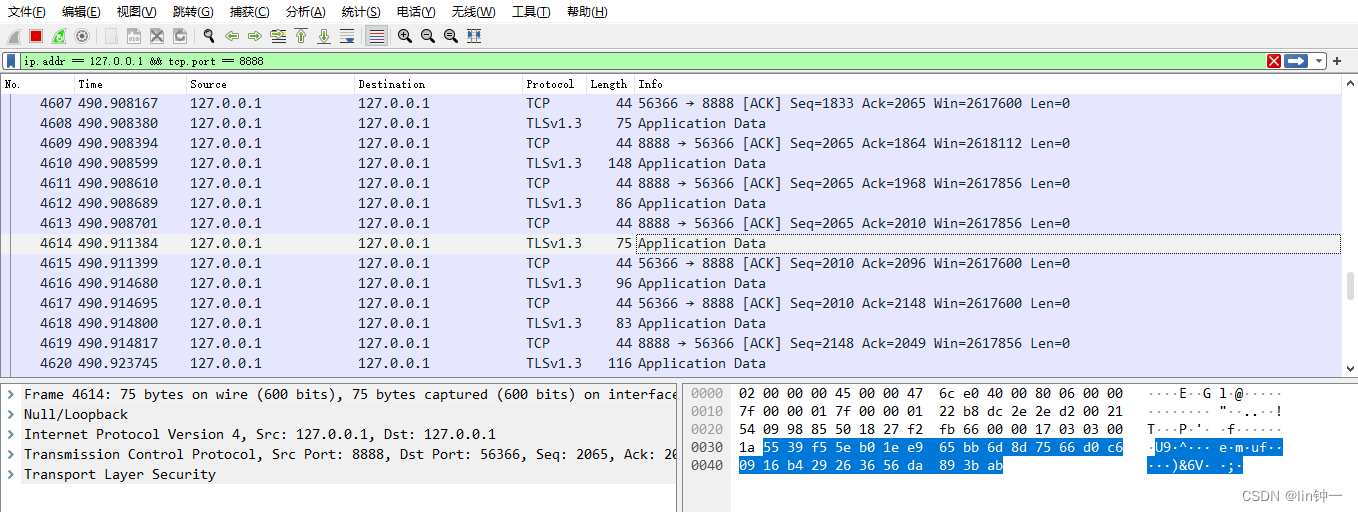 文件(F) 编辑(E) 视图(V) 跳转(G) 捕获(C) 分析(A) 统计(S) 电话(Y) 无线(W) 工具(T) 帮助(H)
ip.addr == 127.0.0.1 && tcp.port == 8888
No. Time Source Destination Protocol Length Info
4607 490.908167 127.0.0.1 127.0.0.1 TCP 44 56366 → 8888 [ACK] Seq=1833 Ack=2065 Win=2617600 Len=0
4608 490.908380 127.0.0.1 127.0.0.1 TLSv1.3 75 Application Data
4609 490.908394 127.0.0.1 127.0.0.1 TCP 44 8888 → 56366 [ACK] Seq=2065 Ack=1864 Win=2618112 Len=0
4610 490.908599 127.0.0.1 127.0.0.1 TLSv1.3 148 Application Data
4611 490.908610 127.0.0.1 127.0.0.1 TCP 44 8888 → 56366 [ACK] Seq=2065 Ack=1968 Win=2617856 Len=0
4612 490.908689 127.0.0.1 127.0.0.1 TLSv1.3 86 Application Data
4613 490.908701 127.0.0.1 127.0.0.1 TCP 44 8888 → 56366 [ACK] Seq=2065 Ack=2010 Win=2617856 Len=0
4614 490.911384 127.0.0.1 127.0.0.1 TLSv1.3 75 Application Data
4615 490.911399 127.0.0.1 127.0.0.1 TCP 44 56366 → 8888 [ACK] Seq=2010 Ack=2096 Win=2617600 Len=0
4616 490.914680 127.0.0.1 127.0.0.1 TLSv1.3 96 Application Data
4617 490.914695 127.0.0.1 127.0.0.1 TCP 44 56366 → 8888 [ACK] Seq=2010 Ack=2148 Win=2617600 Len=0
4618 490.914800 127.0.0.1 127.0.0.1 TLSv1.3 83 Application Data
4619 490.914817 127.0.0.1 127.0.0.1 TCP 44 8888 → 56366 [ACK] Seq=2148 Ack=2049 Win=2617856 Len=0
4620 490.923745 127.0.0.1 127.0.0.1 TLSv1.3 116 Application Data
Frame 4614: 75 bytes on wire (600 bits), 75 bytes captured (600 bits) on interface
Null/Loopback
Internet Protocol Version 4, Src: 127.0.0.1, Dst: 127.0.0.1
Transmission Control Protocol, Src Port: 8888, Dst Port: 56366, Seq: 2065, Ack: 20
Transport Layer Security
0000 02 00 00 00 45 00 00 47 6c e0 40 00 80 06 00 00 ····E··G l·@·····
0010 7f 00 00 01 7f 00 00 01 22 b8 dc 2e 2e d2 00 21 ········ "··..··!
0020 54 09 98 85 50 18 27 f2 fb 66 00 00 17 03 03 00 T···P·'· ·f······
0030 1a 55 39 f5 5e b0 1e e9 65 bb 6d 8d 75 66 d0 c6 ·U9·^··· e·m·uf··
0040 09 16 b4 29 26 36 56 da 89 3b ab ···)&6V· ·;·
CSDN @lin钟一